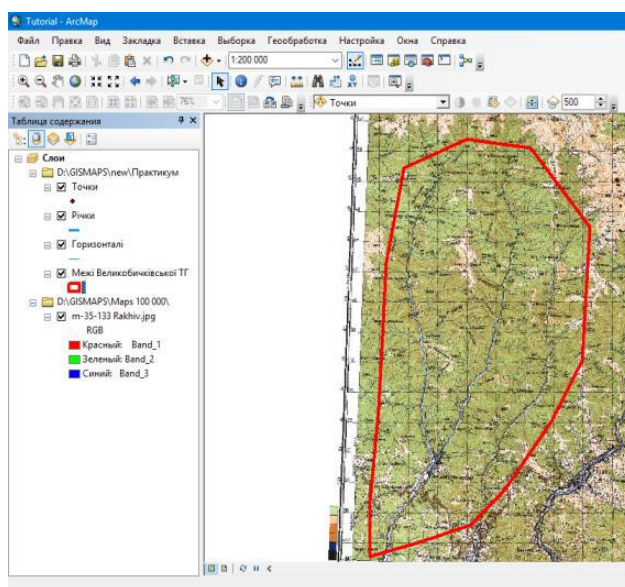 Tutorial - ArcMap
Файл Правка Вид Закладка Вставка Выборка Геообработка Настройка Окна Справка
1:200 000
76%
Точки
500
Таблица содержания
Слои
D:\GISMAPS\new\Практикум
Точки
Річки
Горизонталі
Межі Великобичківської ТГ
D:\GISMAPS\Maps 100 000\
m-35-133 Rakhiv.jpg
RGB
Красный: Band_1
Зеленый: Band_2
Синий: Band_3